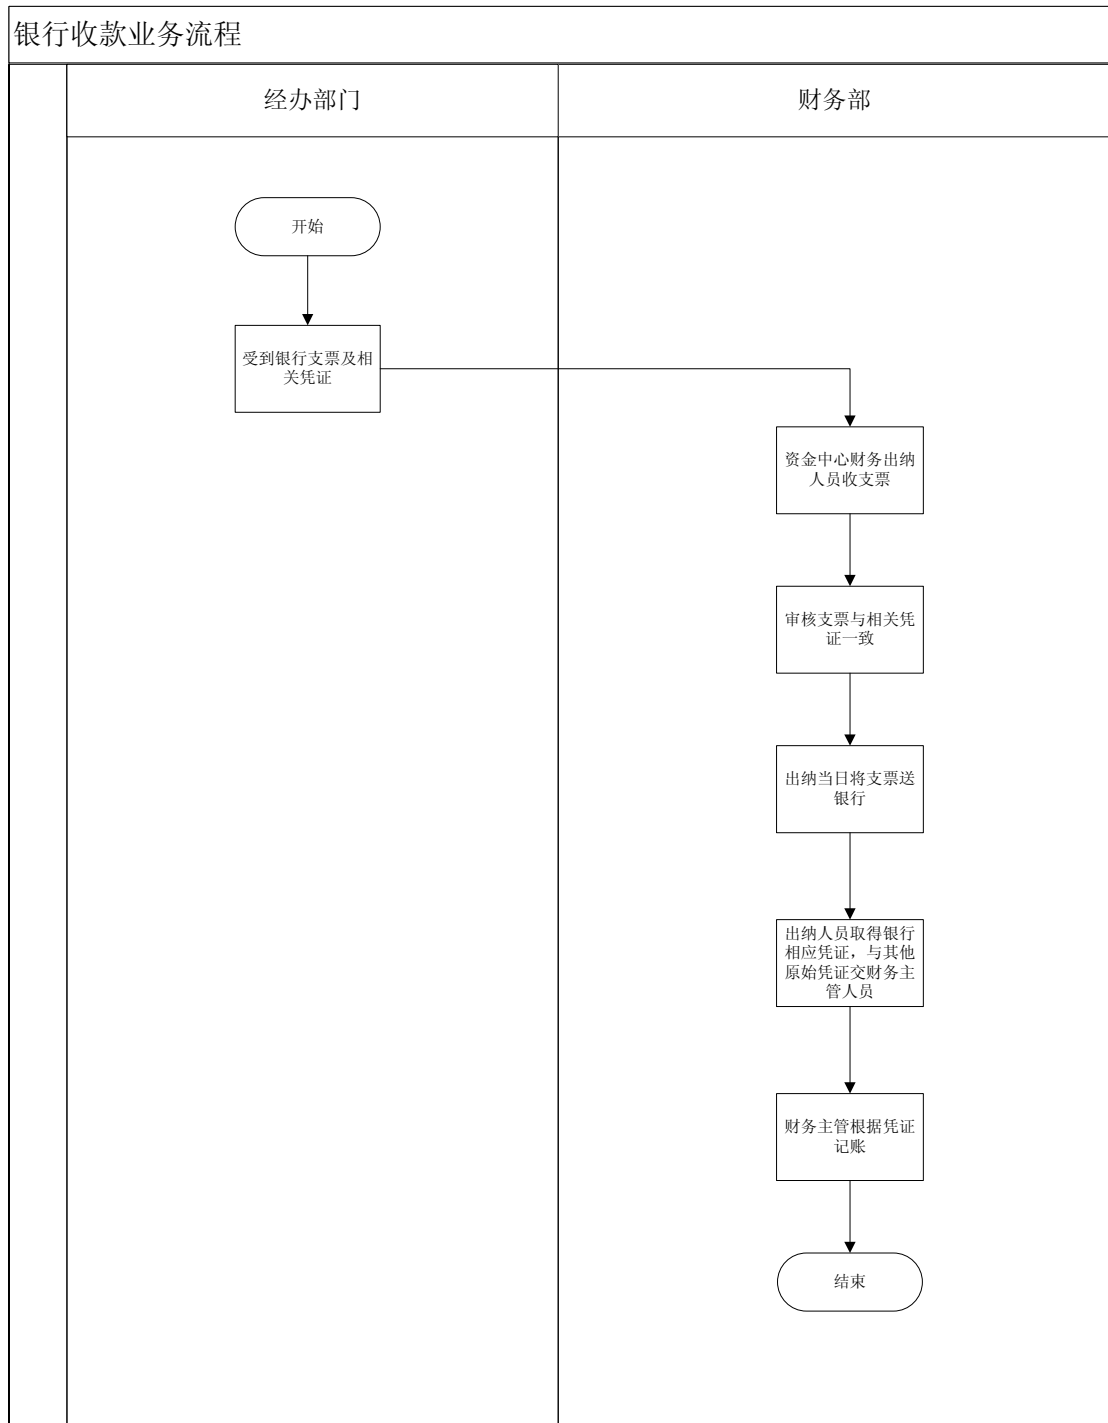 银行收款业务流程
经办部门
财务部
开始
受到银行支票及相
关凭证
资金中心财务出纳
人员收支票
审核支票与相关凭
证一致
出纳当日将支票送
银行
出纳人员取得银行
相应凭证，与其他
原始凭证交财务主
管人员
财务主管根据凭证
记账
结束